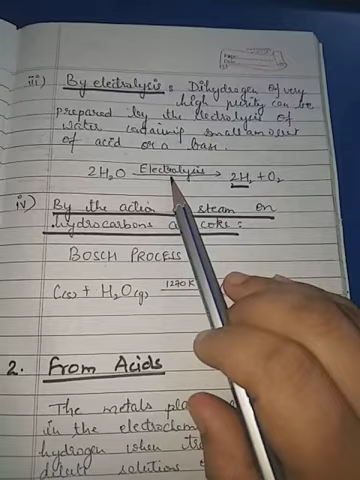 iii) By electrolysis: Dihydrogen of very
high purity can be
prepared by the electrolysis of
water containing small amount
of acid or a base.
2H₂O —Electrolysis→ 2H₂ + O₂
iv) By the action steam on
hydrocarbons coke:
BOSCH PROCESS
C(s) + H₂O(g) 1270K
2. From Acids
The metals
in the electrochem
hydrogen when
dilute solutions